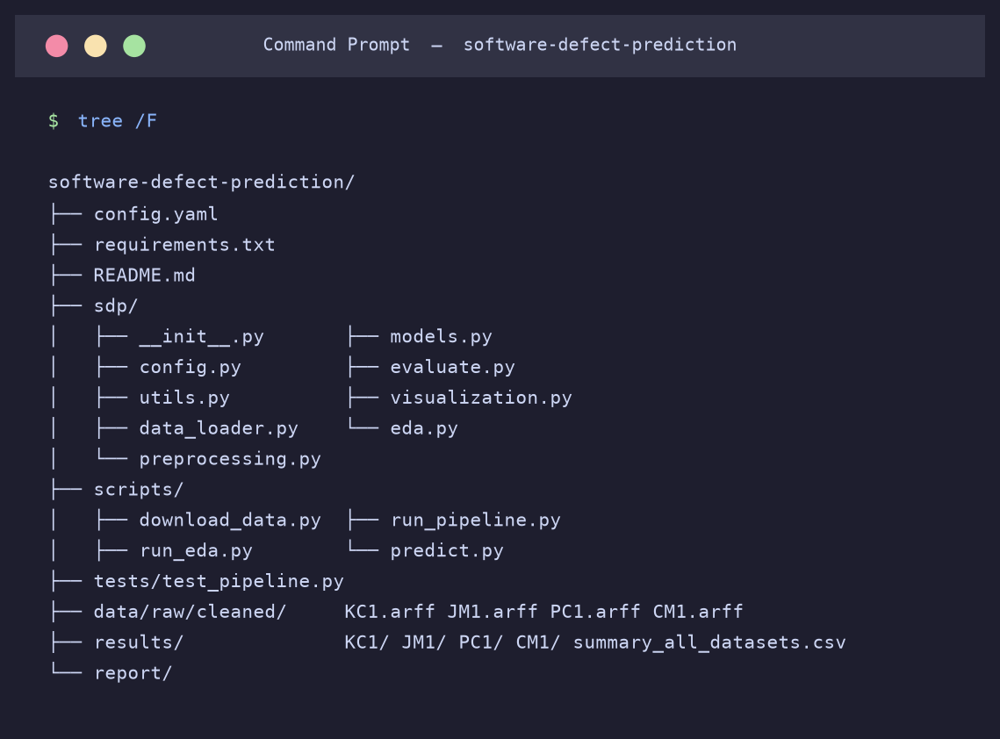 Command Prompt — software-defect-prediction
$ tree /F
software-defect-prediction/
├── config.yaml
├── requirements.txt
├── README.md
├── sdp/
│   ├── __init__.py       ├── models.py
│   ├── config.py         ├── evaluate.py
│   ├── utils.py          ├── visualization.py
│   ├── data_loader.py    └── eda.py
│   └── preprocessing.py
├── scripts/
│   ├── download_data.py  ├── run_pipeline.py
│   ├── run_eda.py        └── predict.py
├── tests/test_pipeline.py
├── data/raw/cleaned/     KC1.arff JM1.arff PC1.arff CM1.arff
├── results/              KC1/ JM1/ PC1/ CM1/ summary_all_datasets.csv
└── report/